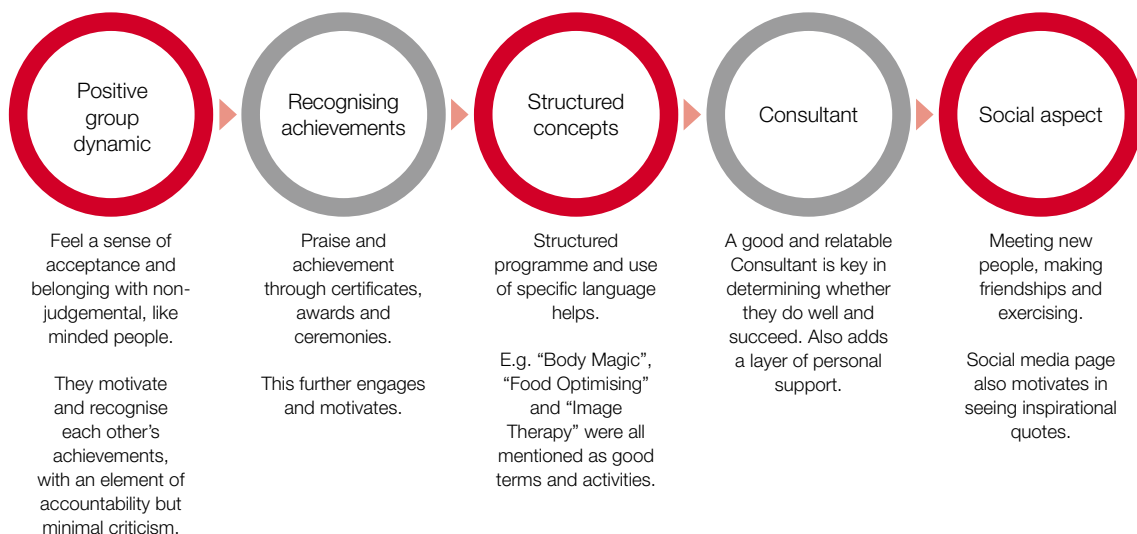 Positive
group
dynamic
Feel a sense of
acceptance and
belonging with non-
judgemental, like
minded people.
They motivate
and recognise
each other’s
achievements,
with an element of
accountability but
minimal criticism.
Recognising
achievements
Praise and
achievement
through certificates,
awards and
ceremonies.
This further engages
and motivates.
Structured
concepts
Structured
programme and use
of specific language
helps.
E.g. “Body Magic”,
“Food Optimising”
and “Image
Therapy” were all
mentioned as good
terms and activities.
Consultant
A good and relatable
Consultant is key in
determining whether
they do well and
succeed. Also adds
a layer of personal
support.
Social aspect
Meeting new
people, making
friendships and
exercising.
Social media page
also motivates in
seeing inspirational
quotes.